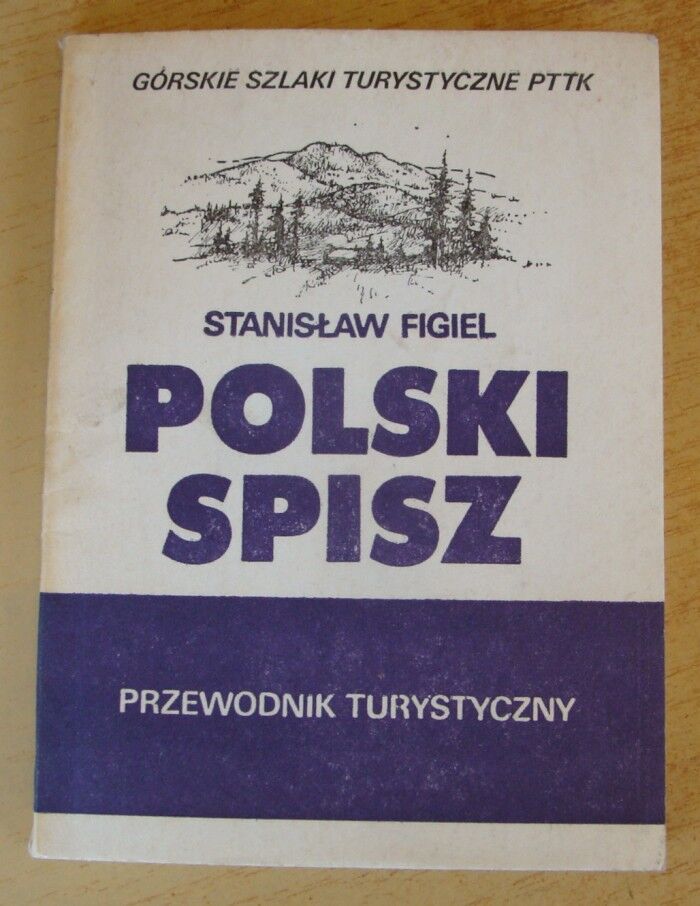 GÓRSKIE SZLAKI TURYSTYCZNE PTTK
STANISŁAW FIGIEL
POLSKI
SPISZ
PRZEWODNIK TURYSTYCZNY